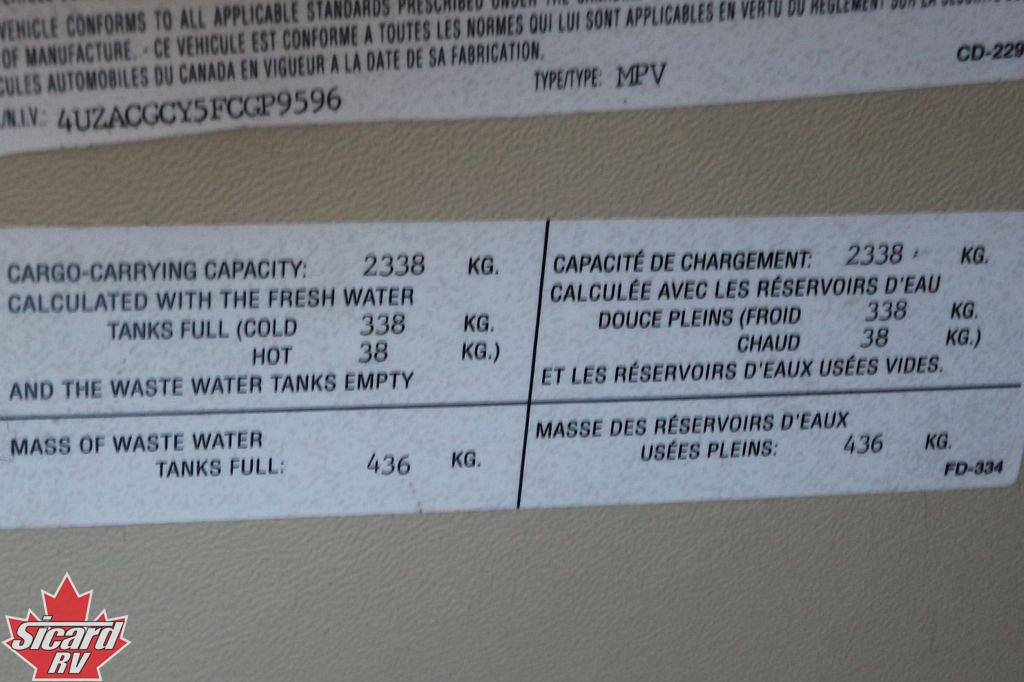 VEHICLE CONFORMS TO ALL APPLICABLE STANDARDS PRESCRIBED UNDER THE
OF MANUFACTURE. - CE VEHICULE EST CONFORME A TOUTES LES NORMES QUI LUI SONT APPLICABLES EN VERTU DU REGLEMENT SUR LA
CULES AUTOMOBILES DU CANADA EN VIGUEUR A LA DATE DE SA FABRICATION.
CD-229
/N.I.V.: 4UZACGCY5FCGP9596 TYPE/TYPE: MPV
CARGO-CARRYING CAPACITY: 2338 KG.
CALCULATED WITH THE FRESH WATER
TANKS FULL (COLD 338 KG.
HOT 38 KG.)
AND THE WASTE WATER TANKS EMPTY
MASS OF WASTE WATER
TANKS FULL: 436 KG.
CAPACITÉ DE CHARGEMENT: 2338 KG.
CALCULÉE AVEC LES RÉSERVOIRS D'EAU
DOUCE PLEINS (FROID 338 KG.
CHAUD 38 KG.)
ET LES RÉSERVOIRS D'EAUX USÉES VIDES.
MASSE DES RÉSERVOIRS D'EAUX
USÉES PLEINS: 436 KG.
FD-334
Sicard
RV